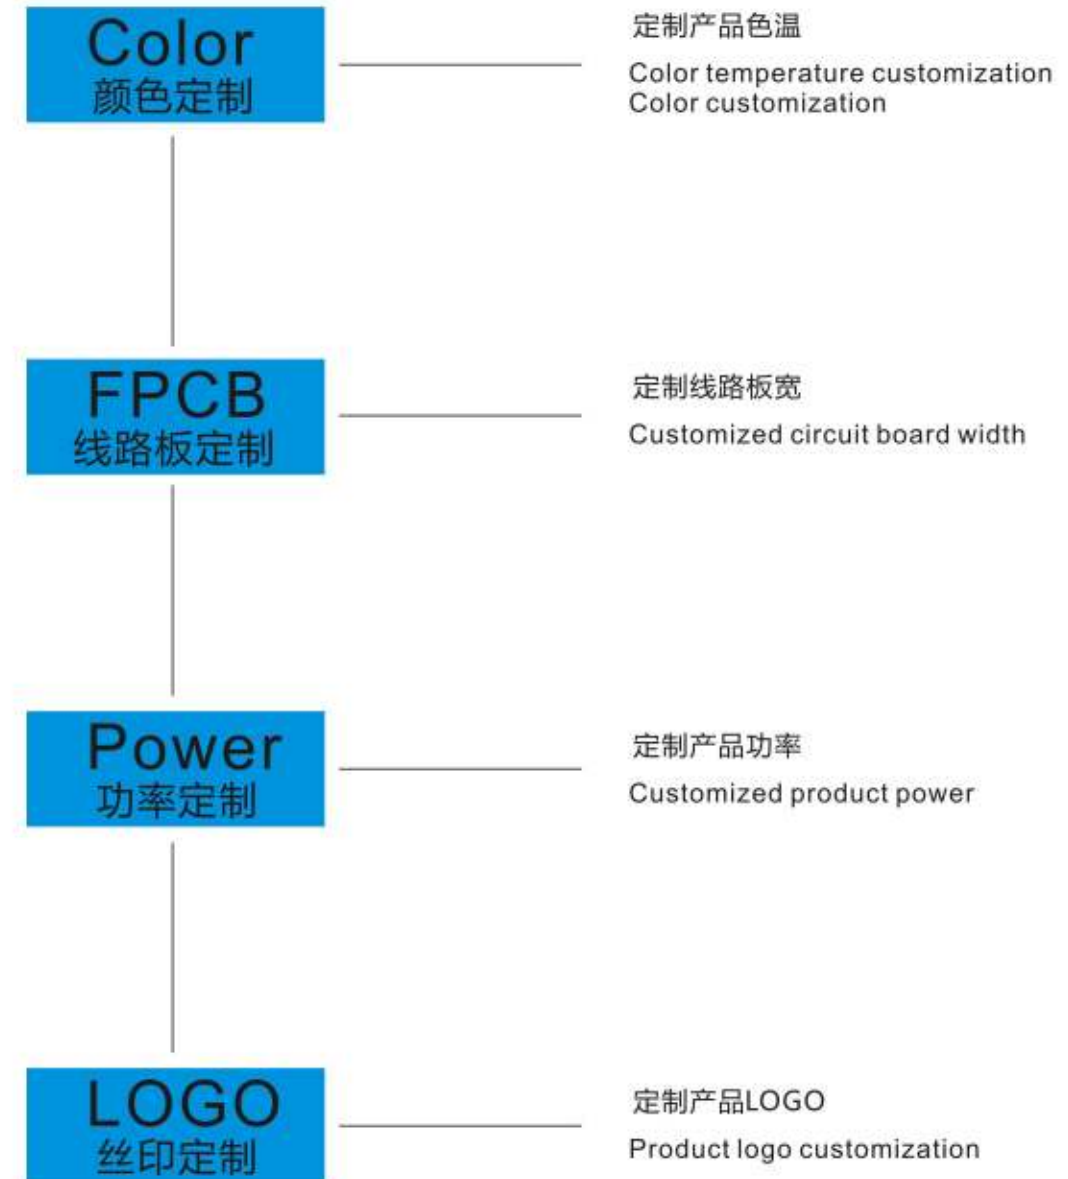 Color
颜色定制
定制产品色温
Color temperature customization
Color customization
FPCB
线路板定制
定制线路板宽
Customized circuit board width
Power
功率定制
定制产品功率
Customized product power
LOGO
丝印定制
定制产品LOGO
Product logo customization